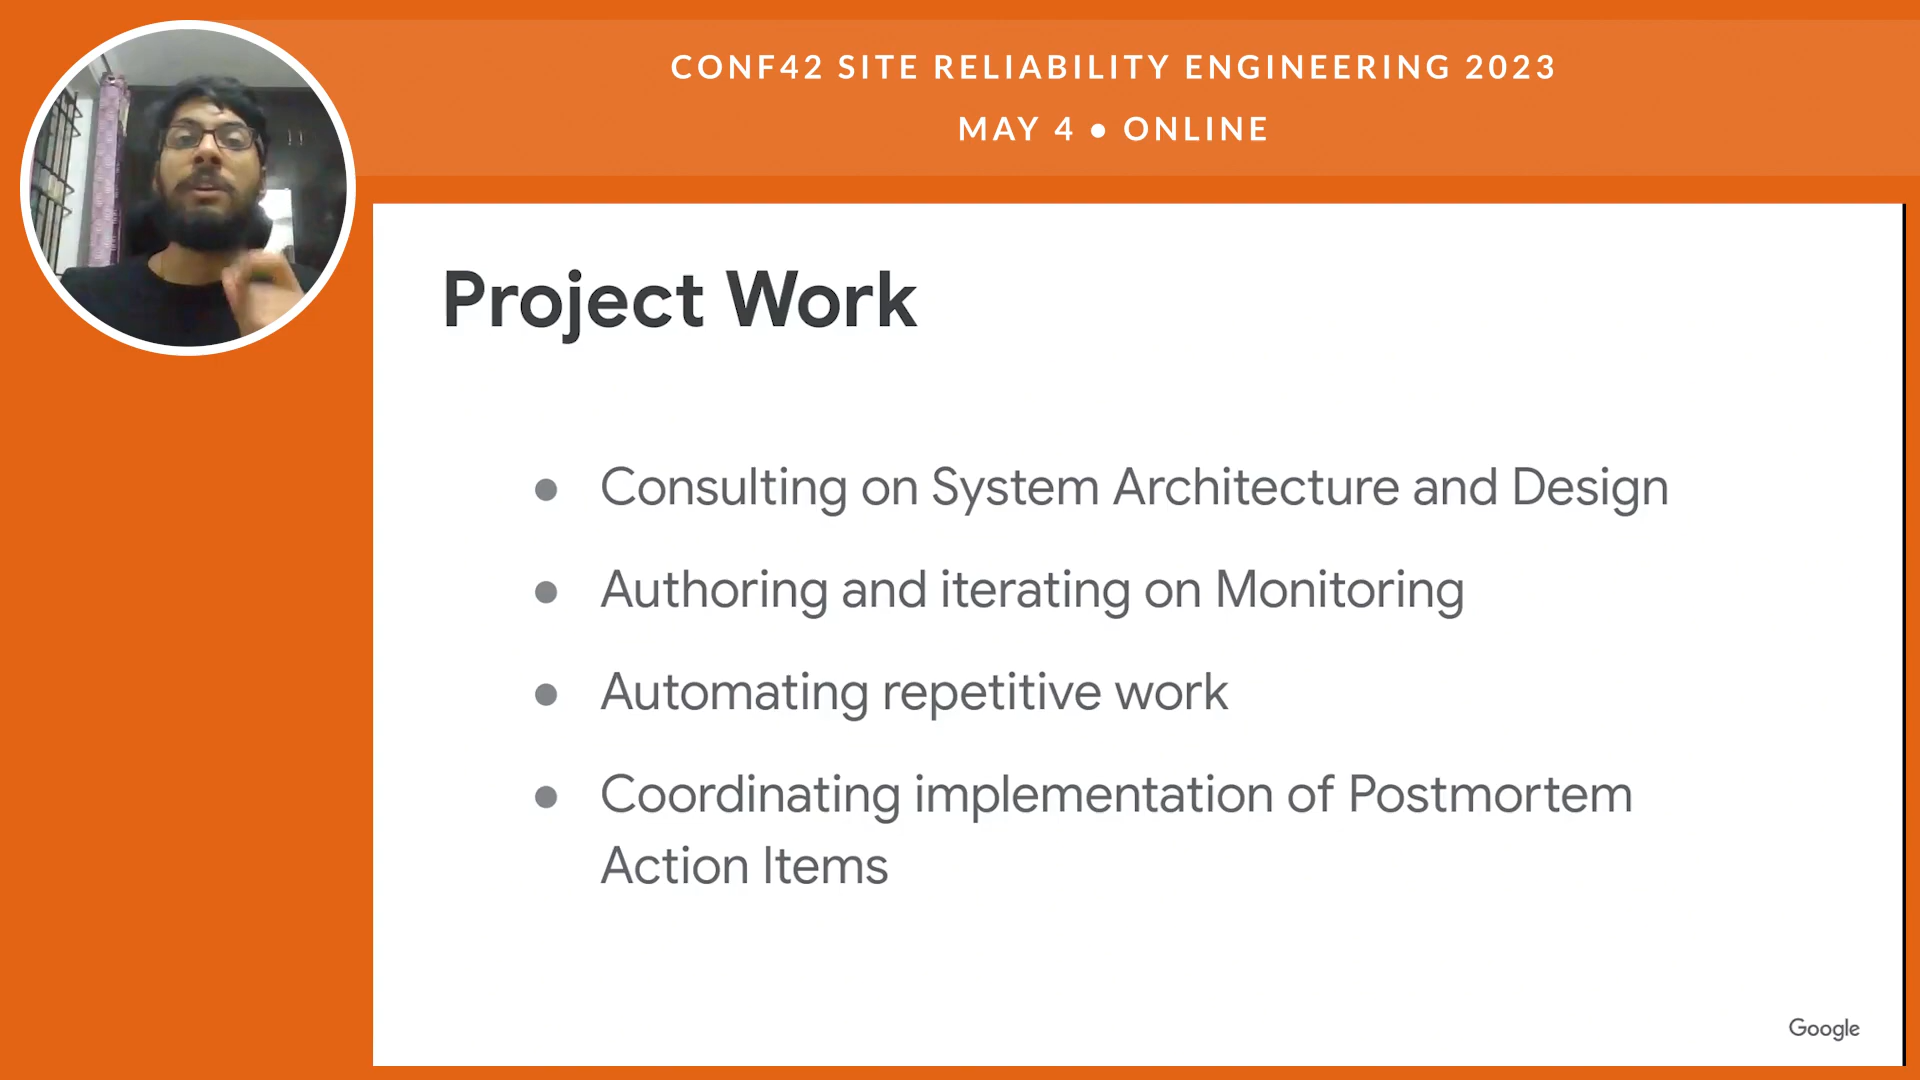 CONF42 SITE RELIABILITY ENGINEERING 2023
MAY 4 ● ONLINE
Project Work
● Consulting on System Architecture and Design
● Authoring and iterating on Monitoring
● Automating repetitive work
● Coordinating implementation of Postmortem
Action Items
Google